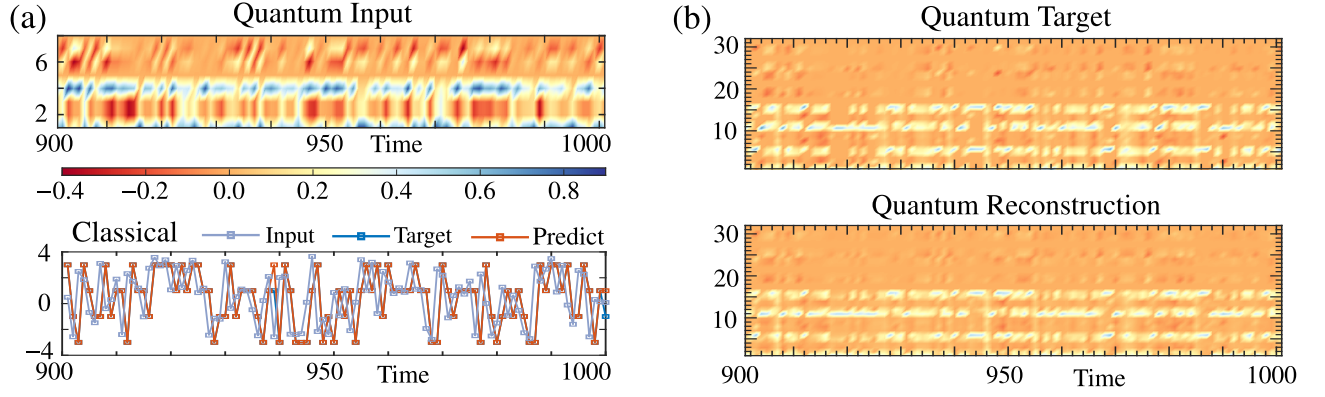 (a) Quantum Input
6
2
900 950 Time 1000
−0.4 −0.2 0.0 0.2 0.4 0.6 0.8
Classical Input Target Predict
4
0
−4
900 950 Time 1000
(b) Quantum Target
30
20
10
Quantum Reconstruction
30
20
10
900 950 Time 1000